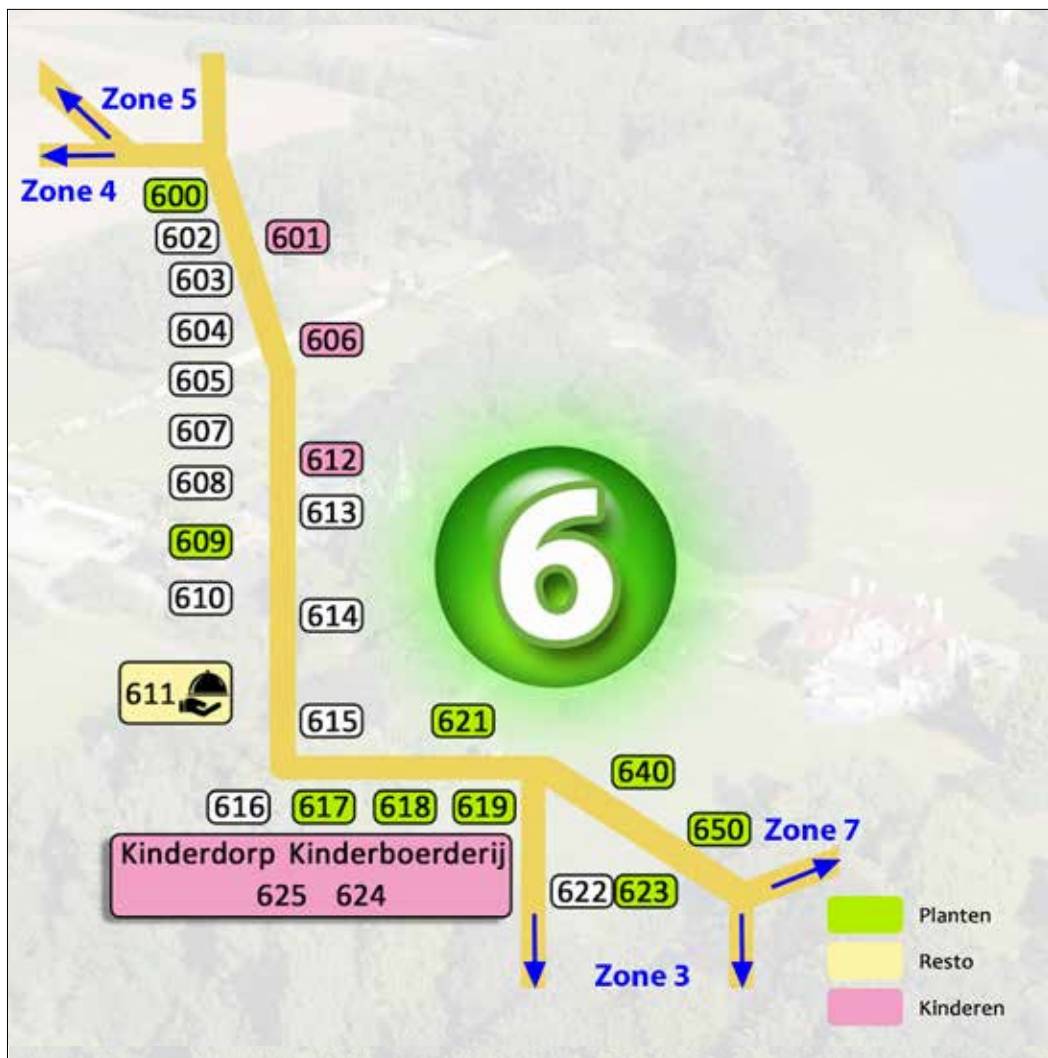 Zone 5
Zone 4
600
602 601
603
604 606
605
607
608 612
613
609
610 614
611
615 621
640
616 617 618 619
650 Zone 7
Kinderdorp Kinderboerderij
625 624
622 623
Zone 3
6
Planten
Resto
Kinderen